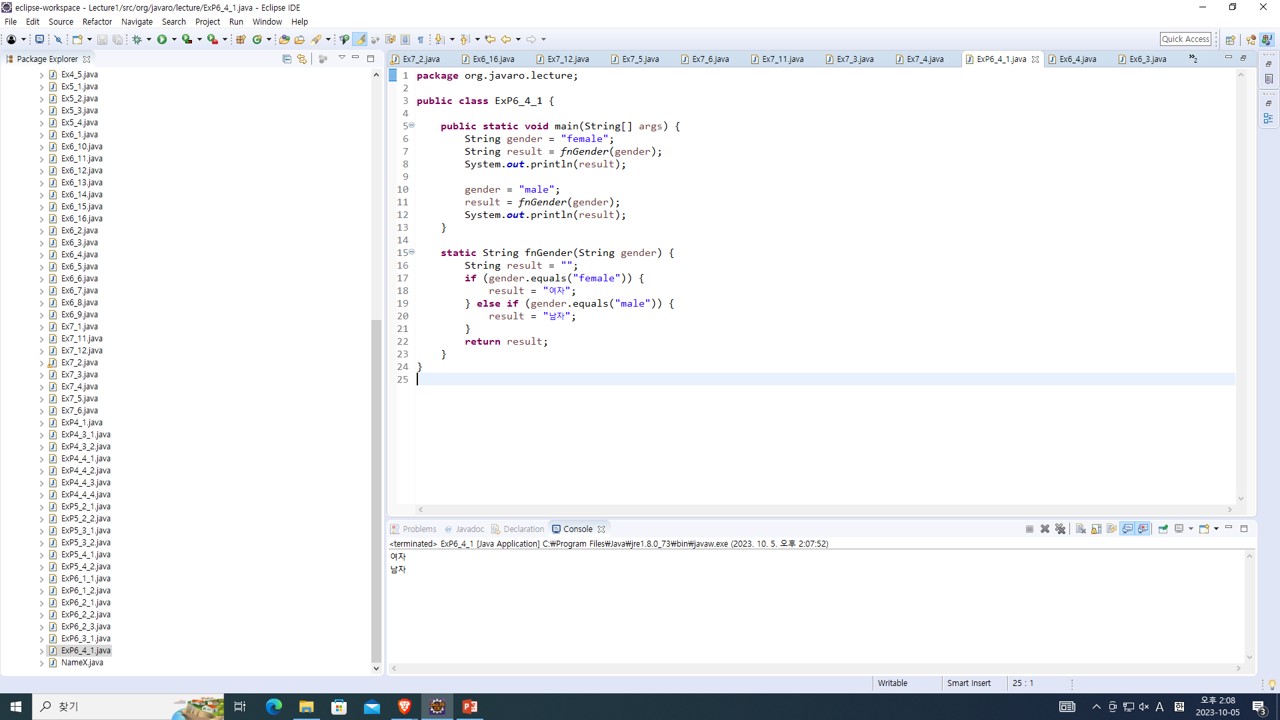 eclipse-workspace - Lecture1/src/org/javaro/lecture/ExP6_4_1.java - Eclipse IDE
File Edit Source Refactor Navigate Search Project Run Window Help
Quick Access
Package Explorer
Ex4_5.java
Ex5_1.java
Ex5_2.java
Ex5_3.java
Ex5_4.java
Ex6_1.java
Ex6_10.java
Ex6_11.java
Ex6_12.java
Ex6_13.java
Ex6_14.java
Ex6_15.java
Ex6_16.java
Ex6_2.java
Ex6_3.java
Ex6_4.java
Ex6_5.java
Ex6_6.java
Ex6_7.java
Ex6_8.java
Ex6_9.java
Ex7_1.java
Ex7_11.java
Ex7_12.java
Ex7_2.java
Ex7_3.java
Ex7_4.java
Ex7_5.java
Ex7_6.java
ExP4_1.java
ExP4_3_1.java
ExP4_3_2.java
ExP4_4_1.java
ExP4_4_2.java
ExP4_4_3.java
ExP4_4_4.java
ExP5_2_1.java
ExP5_2_2.java
ExP5_3_1.java
ExP5_3_2.java
ExP5_4_1.java
ExP5_4_2.java
ExP6_1_1.java
ExP6_1_2.java
ExP6_2_1.java
ExP6_2_2.java
ExP6_2_3.java
ExP6_3_1.java
ExP6_4_1.java
NameX.java
Ex7_2.java Ex6_16.java Ex7_12.java Ex7_5.java Ex7_6.java Ex7_11.java Ex7_3.java Ex7_4.java ExP6_4_1.java Ex6_4.java Ex6_3.java
1 package org.javaro.lecture;
2
3 public class ExP6_4_1 {
4
5 public static void main(String[] args) {
6 String gender = "female";
7 String result = fnGender(gender);
8 System.out.println(result);
9
10 gender = "male";
11 result = fnGender(gender);
12 System.out.println(result);
13 }
14
15 static String fnGender(String gender) {
16 String result = "";
17 if (gender.equals("female")) {
18 result = "여자";
19 } else if (gender.equals("male")) {
20 result = "남자";
21 }
22 return result;
23 }
24 }
25
Problems Javadoc Declaration Console
<terminated> ExP6_4_1 [Java Application] C:₩Program Files₩Java₩jre1.8.0_73₩bin₩javaw.exe (2023. 10. 5. 오후 2:07:52)
여자
남자
Writable Smart Insert 25 : 1
찾기
A 漢
오후 2:08
2023-10-05
3